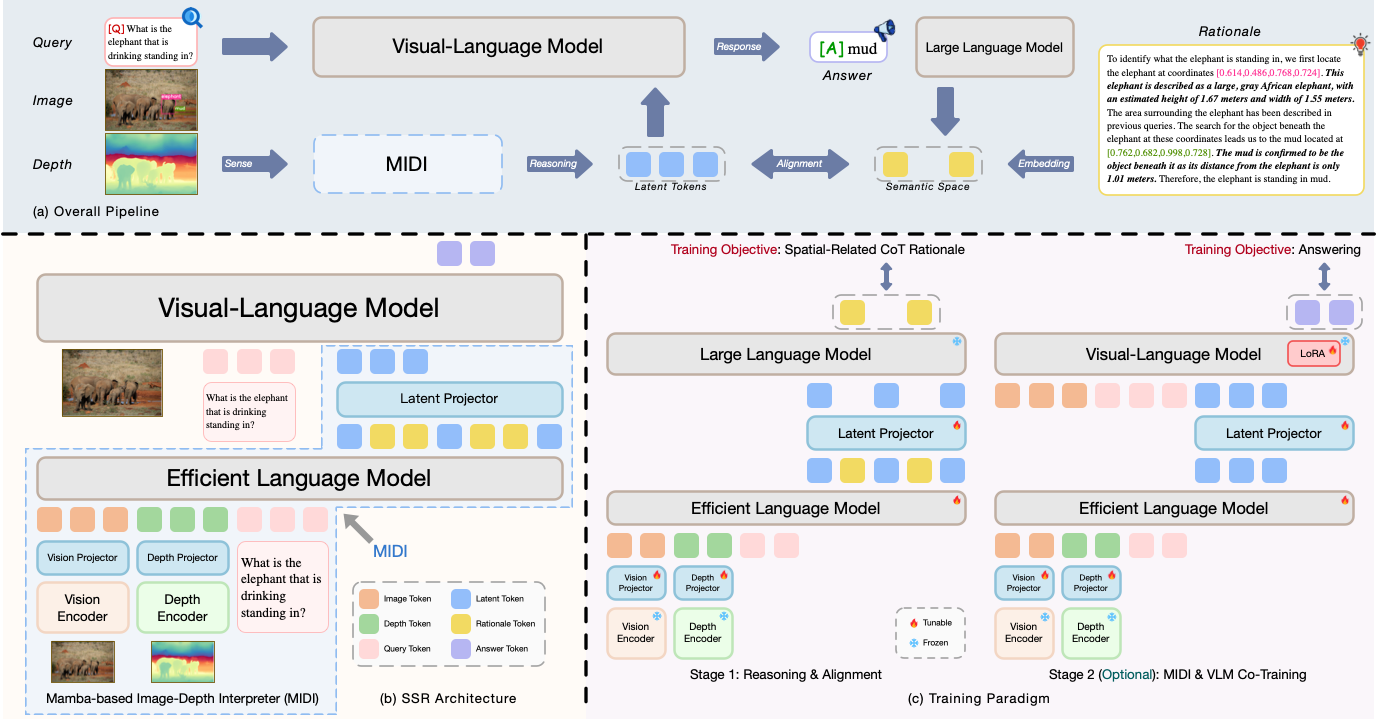 Query
[Q] What is the
elephant that is
drinking standing in?
Visual-Language Model
Response
[A] mud
Answer
Large Language Model
Rationale
Image
elephant
mud
Depth
Sense
MIDI
Reasoning
Latent Tokens
Alignment
Semantic Space
Embedding
To identify what the elephant is standing in, we first locate
the elephant at coordinates [0.614,0.486,0.768,0.724]. This
elephant is described as a large, gray African elephant, with
an estimated height of 1.67 meters and width of 1.55 meters.
The area surrounding the elephant has been described in
previous queries. The search for the object beneath the
elephant at these coordinates leads us to the mud located at
[0.762,0.682,0.998,0.728]. The mud is confirmed to be the
object beneath it as its distance from the elephant is only
1.01 meters. Therefore, the elephant is standing in mud.
(a) Overall Pipeline
Visual-Language Model
What is the elephant
that is drinking
standing in?
Latent Projector
Efficient Language Model
Vision Projector
Depth Projector
What is the
elephant that is
drinking
standing in?
Vision
Encoder
Depth
Encoder
MIDI
Image Token
Latent Token
Depth Token
Rationale Token
Query Token
Answer Token
Mamba-based Image-Depth Interpreter (MIDI)
(b) SSR Architecture
Training Objective: Spatial-Related CoT Rationale
Large Language Model
Latent Projector
Efficient Language Model
Vision
Projector
Depth
Projector
Vision
Encoder
Depth
Encoder
Tunable
Frozen
Stage 1: Reasoning & Alignment
Training Objective: Answering
Visual-Language Model
LoRA
Latent Projector
Efficient Language Model
Vision
Projector
Depth
Projector
Vision
Encoder
Depth
Encoder
Stage 2 (Optional): MIDI & VLM Co-Training
(c) Training Paradigm